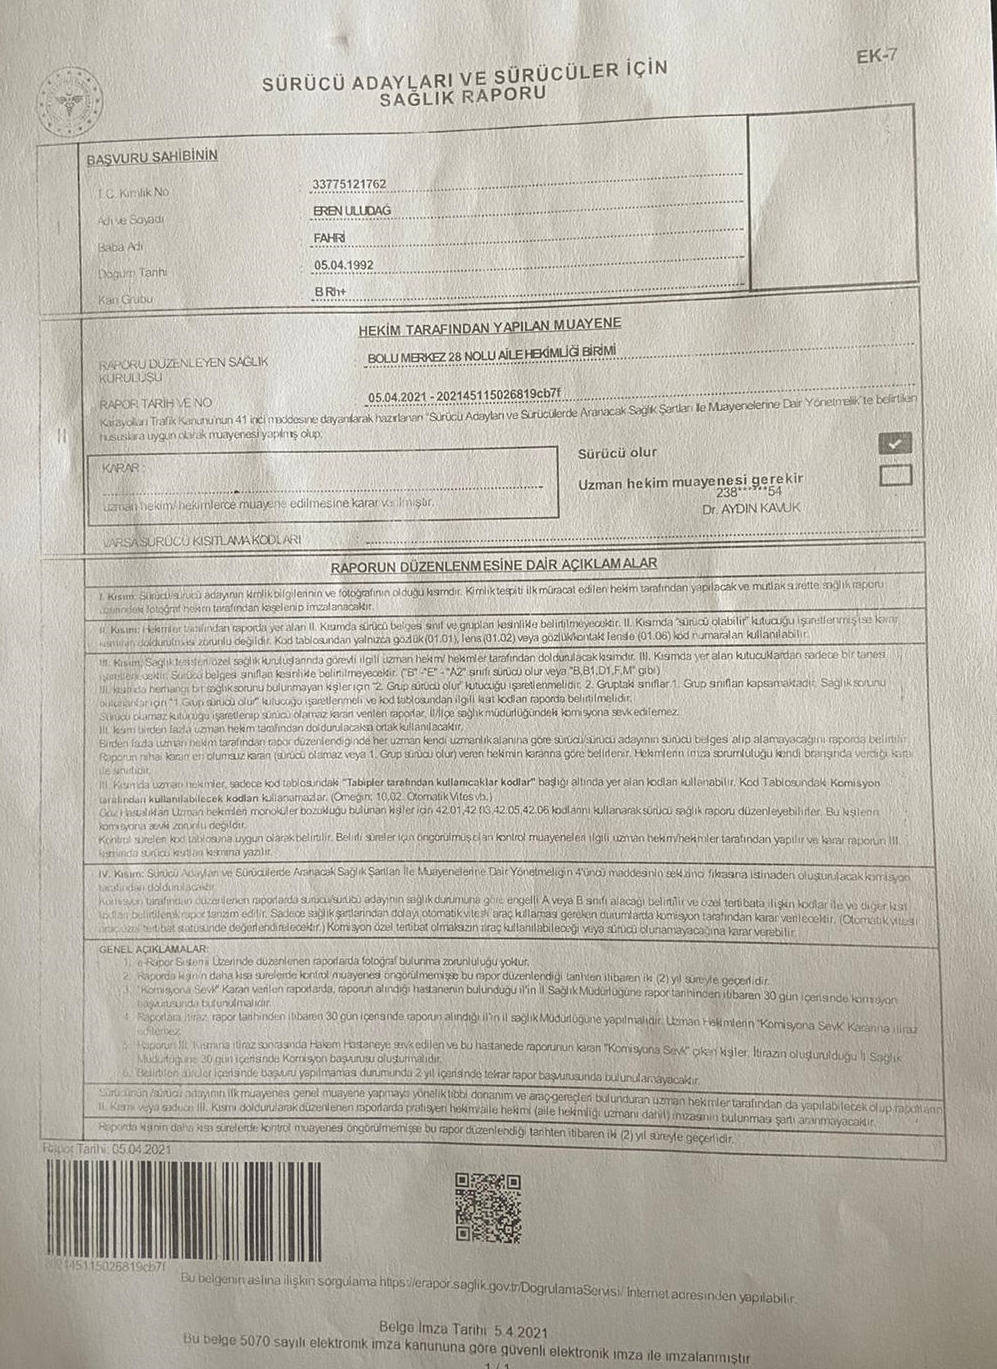 EK-7
SÜRÜCÜ ADAYLARI VE SÜRÜCÜLER İÇİN
SAĞLIK RAPORU
BAŞVURU SAHİBİNİN
T.C. Kimlik No : 33775121762
Adı ve Soyadı : EREN ULUDAĞ
Baba Adı : FAHRİ
Doğum Tarihi : 05.04.1992
Kan Grubu : B Rh+
HEKİM TARAFINDAN YAPILAN MUAYENE
RAPORU DÜZENLEYEN SAĞLIK
KURULUŞU
BOLU MERKEZ 28 NOLU AİLE HEKİMLİĞİ BİRİMİ
RAPOR TARİH VE NO : 05.04.2021 - 202145115026819cb7f
Karayolları Trafik Kanunu'nun 41 inci maddesine dayanılarak hazırlanan "Sürücü Adayları ve Sürücülerde Aranacak Sağlık Şartları İle Muayenelerine Dair Yönetmelik"te belirtilen
hususlara uygun olarak muayenesi yapılmış olup;
II
KARAR :
uzman hekim/ hekimlerce muayene edilmesine karar verilmiştir.
Sürücü olur
Uzman hekim muayenesi gerekir
238******54
Dr. AYDIN KAVUK
VARSA SÜRÜCÜ KISITLAMA KODLARI :
RAPORUN DÜZENLENMESİNE DAİR AÇIKLAMALAR
I. Kısım: Sürücü/sürücü adayının kimlik bilgilerinin ve fotoğrafının olduğu kısımdır. Kimlik tespiti ilk müracat edilen hekim tarafından yapılacak ve mutlak surette sağlık raporu
üzerindeki fotoğraf hekim tarafından kaşelenip imzalanacaktır.
II. Kısım: Hekimler tarafından raporda yer alan II. Kısımda sürücü belgesi sınıf ve grupları kesinlikle belirtilmeyecektir. II. Kısımda "sürücü olabilir" kutucuğu işaretlenmiş ise karar
kısmının doldurulması zorunlu değildir. Kod tablosundan yalnızca gözlük(01.01), lens(01.02) veya gözlük/kontak lensle (01.06) kod numaraları kullanılabilir.
III. Kısım; Sağlık tesisleri/özel sağlık kuruluşlarında görevli ilgili uzman hekim/ hekimler tarafından doldurulacak kısımdır. III. Kısımda yer alan kutucuklardan sadece bir tanesi
işaretlenecektir. Sürücü belgesi sınıfları kesinlikle belirtilmeyecektir. ("B"-"E"-"A2" sınıfı sürücü olur veya "B,B1,D1,F,M" gibi)
III. kısımda herhangi bir sağlık sorunu bulunmayan kişiler için "2. Grup sürücü olur" kutucuğu işaretlenmelidir. 2. Gruptaki sınıflar 1. Grup sınıfları kapsamaktadır. Sağlık sorunu
bulunanlar için "1. Grup sürücü olur" kutucuğu işaretlenmeli ve kod tablosundan ilgili kısıt kodları raporda belirtilmelidir.
Sürücü olamaz kutucuğu işaretlenip sürücü olamaz kararı verilen raporlar, İl/İlçe sağlık müdürlüğündeki komisyona sevk edilemez.
III. kısım birden fazla uzman hekim tarafından doldurulacaksa ortak kullanılacaktır,
Birden fazla uzman hekim tarafından rapor düzenlendiğinde her uzman kendi uzmanlık alanına göre sürücü/sürücü adayının sürücü belgesi alıp alamayacağını raporda belirtilir.
Raporun nihai kararı en olumsuz kararı (sürücü olamaz veya 1. Grup sürücü olur) veren hekimin kararına göre belirlenir. Hekimlerin imza sorumluluğu kendi branşında verdiği karar
ile sınırlıdır.
III. Kısımda uzman hekimler, sadece kod tablosundaki "Tabipler tarafından kullanılacaklar kodlar" başlığı altında yer alan kodları kullanabilir. Kod Tablosundaki Komisyon
tarafından kullanılabilecek kodları kullanamazlar. (Örneğin; 10.02. Otomatik Vites vb.)
Göz Hastalıkları Uzman hekimleri monoküler bozukluğu bulunan kişiler için 42.01,42.03,42.05,42.06 kodlarını kullanarak sürücü sağlık raporu düzenleyebilirler. Bu kişilerin
komisyona sevki zorunlu değildir.
Kontrol süreleri kod tablosuna uygun olarak belirtilir. Belirli süreler için öngörülmüş olan kontrol muayeneleri ilgili uzman hekim/hekimler tarafından yapılır ve karar raporun III.
kısmında sürücü kısıtları kısmına yazılır.
IV. Kısım: Sürücü Adayları ve Sürücülerde Aranacak Sağlık Şartları İle Muayenelerine Dair Yönetmeliğin 4'üncü maddesinin sekizinci fıkrasına istinaden oluşturulacak komisyon
tarafından doldurulacaktır.
Komisyon tarafından düzenlenen raporlarda sürücü/sürücü adayının sağlık durumuna göre engelli A veya B sınıfı alacağı belirtilir ve özel tertibata ilişkin kodlar ile ve diğer kısıt
kodları belirtilerek rapor tanzim edilir. Sadece sağlık şartlarından dolayı otomatik vitesli araç kullanması gereken durumlarda komisyon tarafından karar verilecektir. (Otomatik vitesli
araç özel tertibat statüsünde değerlendirilecektir.) Komisyon özel tertibat olmaksızın araç kullanılabileceği veya sürücü olunamayacağına karar verebilir.
GENEL AÇIKLAMALAR:
1. e-Rapor Sistemi Üzerinde düzenlenen raporlarda fotoğraf bulunma zorunluluğu yoktur.
2. Raporda kişinin daha kısa sürelerde kontrol muayenesi öngörülmemişse bu rapor düzenlendiği tarihten itibaren iki (2) yıl süreyle geçerlidir.
3. "Komisyona Sevk" Kararı verilen raporlarda, raporun alındığı hastanenin bulunduğu il'in İl Sağlık Müdürlüğüne rapor tarihinden itibaren 30 gün içerisinde komisyon
başvurusunda bulunulmalıdır.
4. Raporlara itiraz, rapor tarihinden itibaren 30 gün içerisinde raporun alındığı il'in il sağlık Müdürlüğüne yapılmalıdır. Uzman Hekimlerin "Komisyona Sevk" Kararına itiraz
edilemez.
5. Raporun III. Kısmına itiraz sonrasında Hakem Hastaneye sevk edilen ve bu hastanede raporunun kararı "Komisyona Sevk" çıkan kişiler; İtirazın oluşturulduğu İl Sağlık
Müdürlüğüne 30 gün içerisinde Komisyon başvurusu oluşturmalıdır.
6. Belirtilen süreler içerisinde başvuru yapılmaması durumunda 2 yıl içerisinde tekrar rapor başvurusunda bulunulamayacaktır.
Sürücünün /sürücü adayının ilk muayenesi genel muayene yapmaya yönelik tıbbi donanım ve araç-gereçleri bulunduran uzman hekimler tarafından da yapılabilecek olup raporların
II. Kısmı veya sadece III. Kısmı doldurularak düzenlenen raporlarda pratisyen hekim/aile hekimi (aile hekimliği uzmanı dahil) imzasının bulunması şartı aranmayacaktır.
Raporda kişinin daha kısa sürelerde kontrol muayenesi öngörülmemişse bu rapor düzenlendiği tarihten itibaren iki (2) yıl süreyle geçerlidir.
Rapor Tarihi: 05.04.2021
202145115026819cb7f
Bu belgenin aslına ilişkin sorgulama https://erapor.saglik.gov.tr/DogrulamaServisi/ Internet adresinden yapılabilir.
Belge İmza Tarihi 5.4.2021
Bu belge 5070 sayılı elektronik imza kanununa göre güvenli elektronik imza ile imzalanmıştır
1 / 1